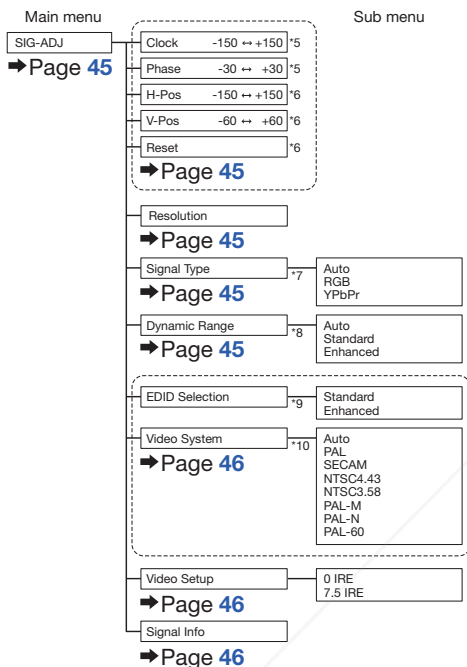 Main menu
Sub menu
SIG-ADJ
➡Page 45
Clock -150 ↔ +150 *5
Phase -30 ↔ +30 *5
H-Pos -150 ↔ +150 *6
V-Pos -60 ↔ +60 *6
Reset *6
➡Page 45
Resolution
➡Page 45
Signal Type *7
➡Page 45
Auto
RGB
YPbPr
Dynamic Range *8
➡Page 45
Auto
Standard
Enhanced
EDID Selection *9
Standard
Enhanced
Video System *10
➡Page 46
Auto
PAL
SECAM
NTSC4.43
NTSC3.58
PAL-M
PAL-N
PAL-60
Video Setup
➡Page 46
0 IRE
7.5 IRE
Signal Info
➡Page 46